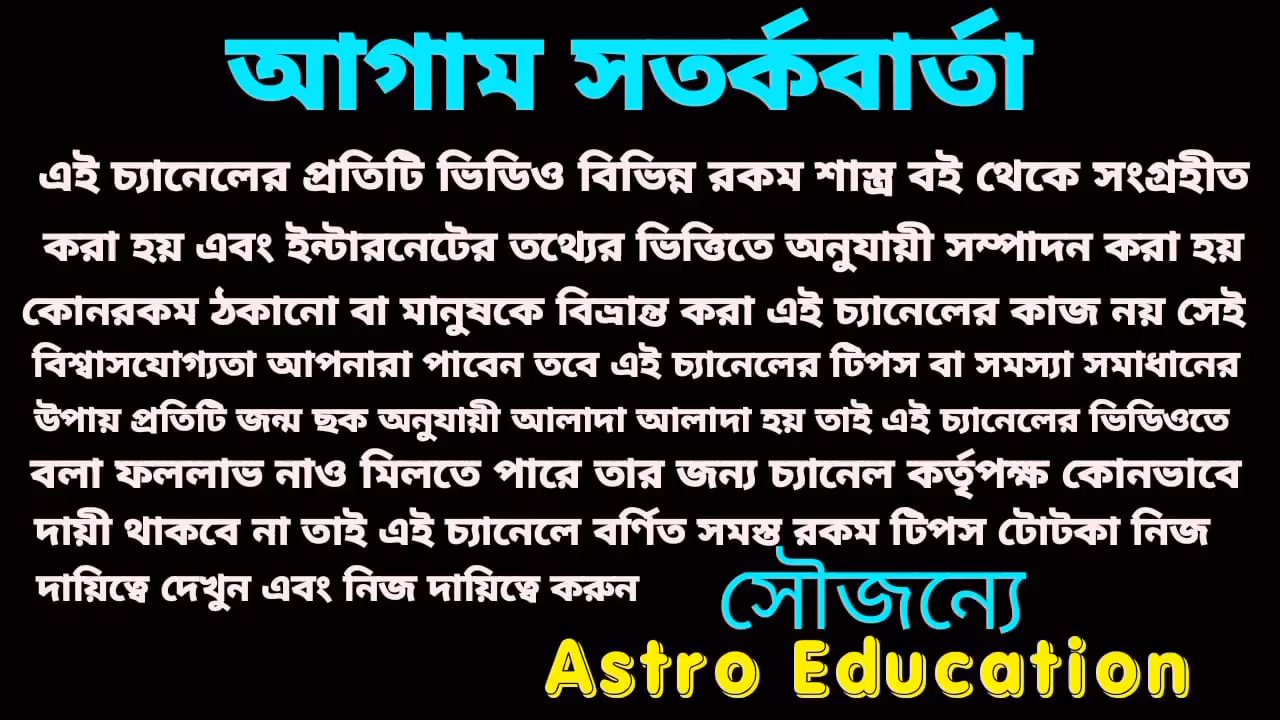 আগাম সতর্কবার্তা
এই চ্যানেলের প্রতিটি ভিডিও বিভিন্ন রকম শাস্ত্র বই থেকে সংগ্রহীত
করা হয় এবং ইন্টারনেটের তথ্যের ভিত্তিতে অনুযায়ী সম্পাদন করা হয়
কোনরকম ঠকানো বা মানুষকে বিভ্রান্ত করা এই চ্যানেলের কাজ নয় সেই
বিশ্বাসযোগ্যতা আপনারা পাবেন তবে এই চ্যানেলের টিপস বা সমস্যা সমাধানের
উপায় প্রতিটি জন্ম ছক অনুযায়ী আলাদা আলাদা হয় তাই এই চ্যানেলের ভিডিওতে
বলা ফললাভ নাও মিলতে পারে তার জন্য চ্যানেল কর্তৃপক্ষ কোনভাবে
দায়ী থাকবে না তাই এই চ্যানেলে বর্ণিত সমস্ত রকম টিপস টোটকা নিজ
দায়িত্বে দেখুন এবং নিজ দায়িত্বে করুন
সৌজন্যে
Astro Education